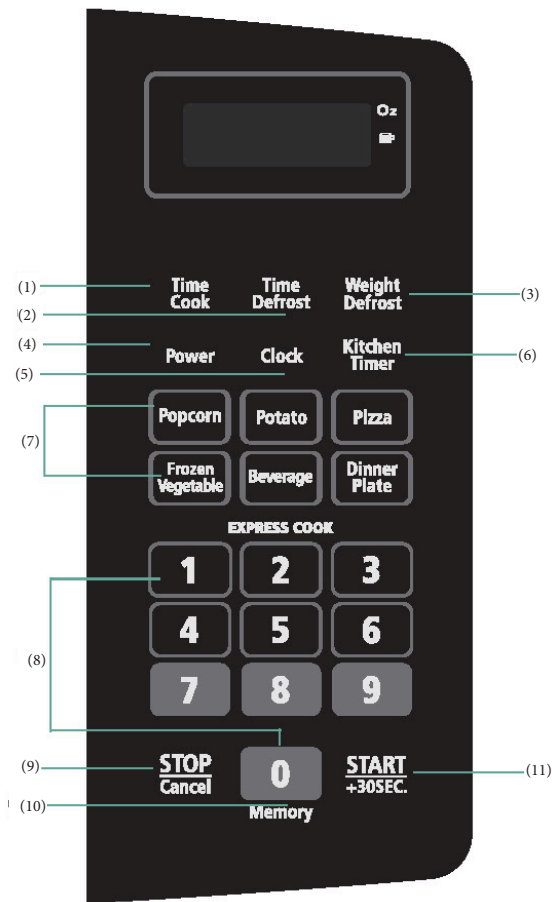 Oz
(1) Time Cook
Time Defrost
Weight Defrost (3)
(2)
(4) Power
Clock
Kitchen Timer (6)
(5)
(7)
Popcorn
Potato
Pizza
Frozen Vegetable
Beverage
Dinner Plate
EXPRESS COOK
1 2 3
4 5 6
(8)
7 8 9
(9) STOP Cancel
0
START +30SEC. (11)
(10) Memory